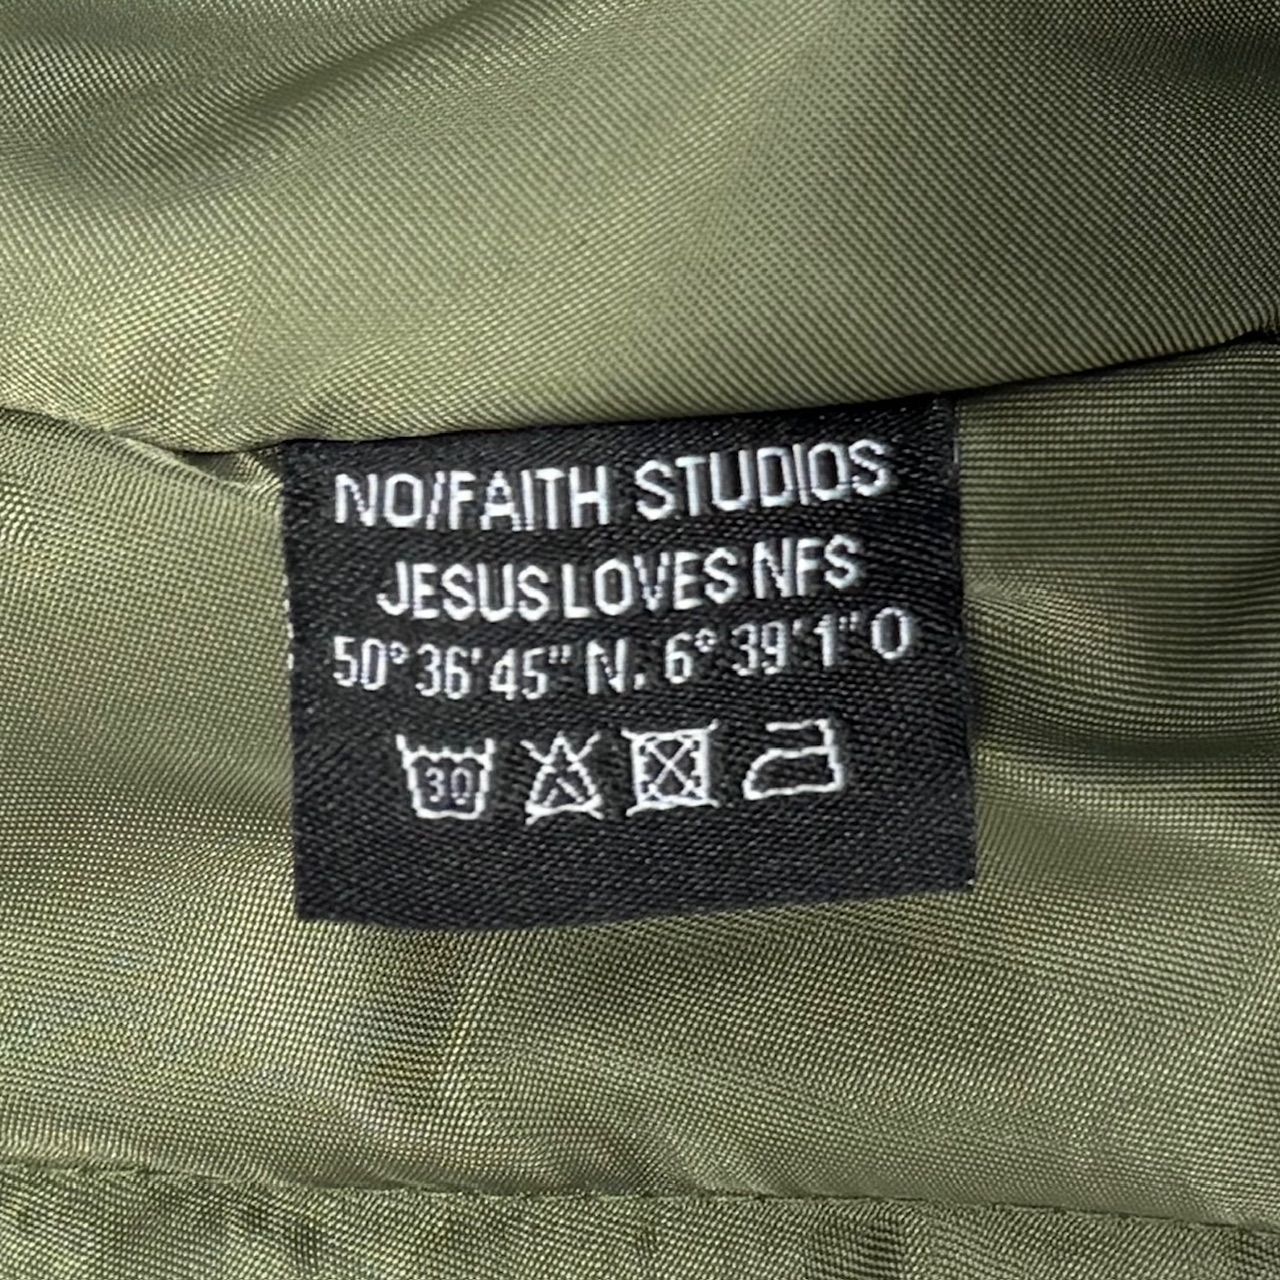 NO/FAITH STUDIOS
JESUS LOVES NFS
50° 36' 45" N. 6° 39' 1" O
30